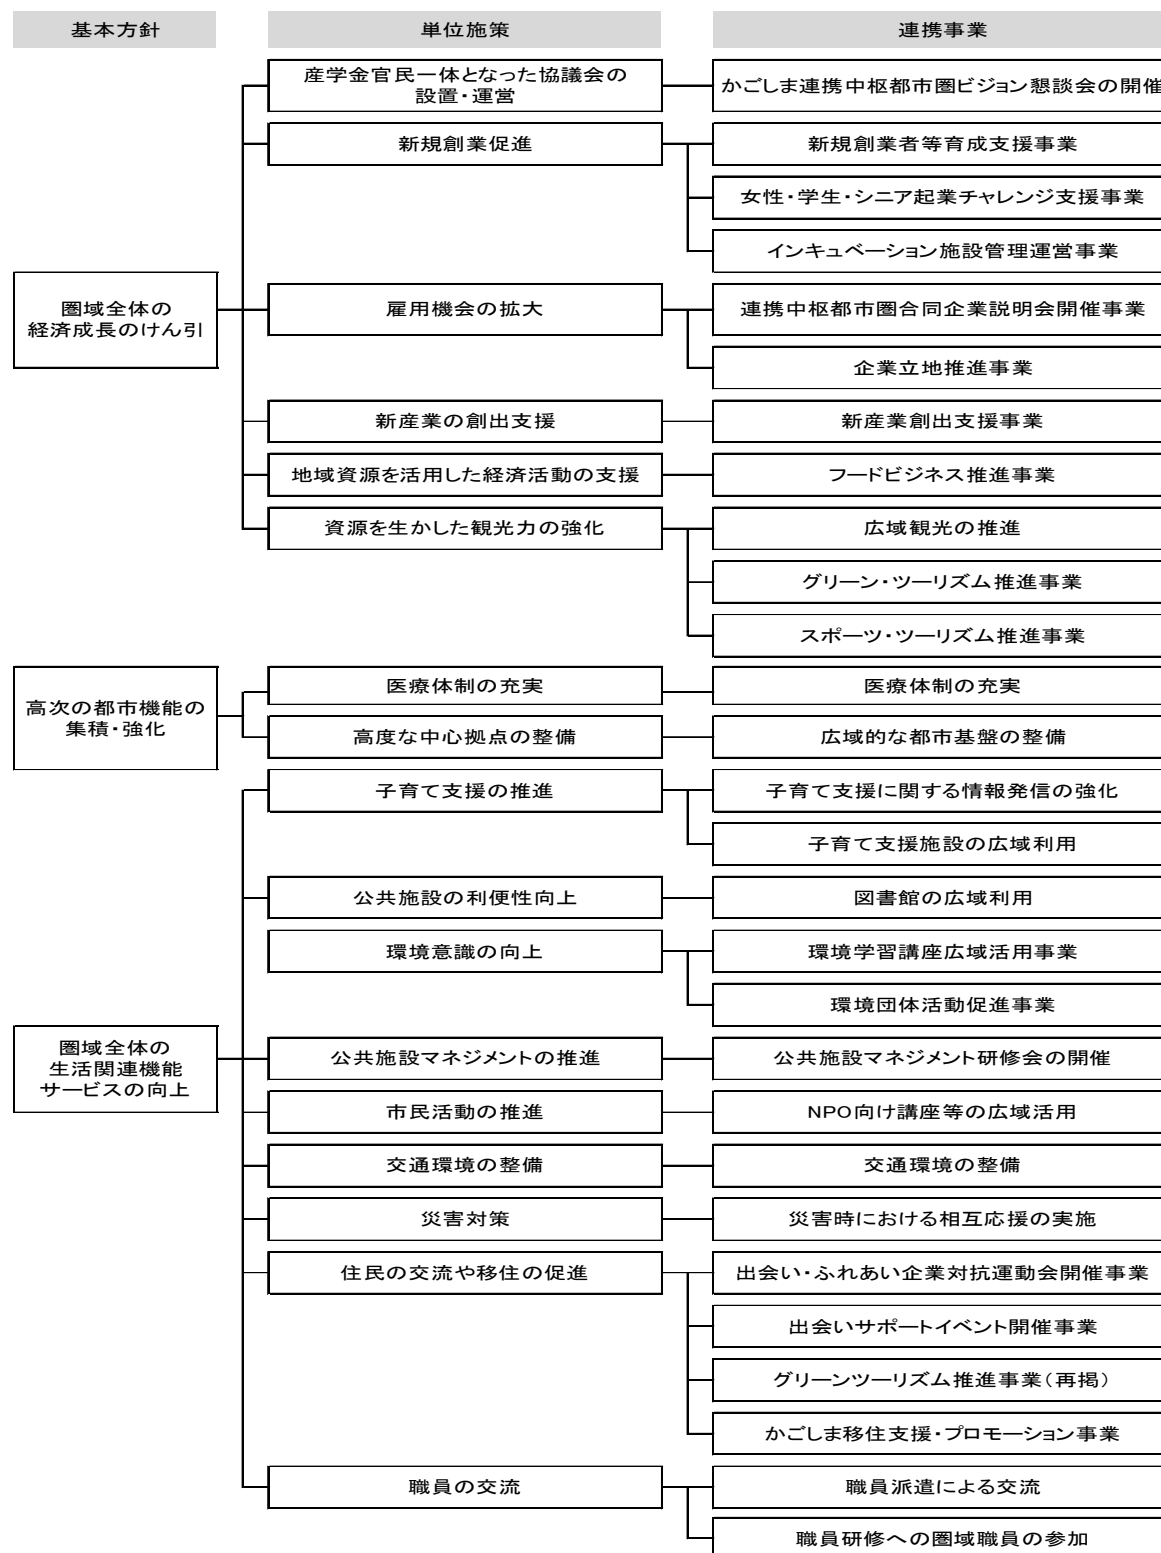 基本方針
単位施策
連携事業
産学金官民一体となった協議会の
設置・運営
かごしま連携中枢都市圏ビジョン懇談会の開催
新規創業促進
新規創業者等育成支援事業
女性・学生・シニア起業チャレンジ支援事業
インキュベーション施設管理運営事業
圏域全体の
経済成長のけん引
雇用機会の拡大
連携中枢都市圏合同企業説明会開催事業
企業立地推進事業
新産業の創出支援
新産業創出支援事業
地域資源を活用した経済活動の支援
フードビジネス推進事業
資源を生かした観光力の強化
広域観光の推進
グリーン・ツーリズム推進事業
スポーツ・ツーリズム推進事業
高次の都市機能の
集積・強化
医療体制の充実
医療体制の充実
高度な中心拠点の整備
広域的な都市基盤の整備
子育て支援の推進
子育て支援に関する情報発信の強化
子育て支援施設の広域利用
公共施設の利便性向上
図書館の広域利用
環境意識の向上
環境学習講座広域活用事業
環境団体活動促進事業
圏域全体の
生活関連機能
サービスの向上
公共施設マネジメントの推進
公共施設マネジメント研修会の開催
市民活動の推進
NPO向け講座等の広域活用
交通環境の整備
交通環境の整備
災害対策
災害時における相互応援の実施
住民の交流や移住の促進
出会い・ふれあい企業対抗運動会開催事業
出会いサポートイベント開催事業
グリーンツーリズム推進事業(再掲)
かごしま移住支援・プロモーション事業
職員の交流
職員派遣による交流
職員研修への圏域職員の参加